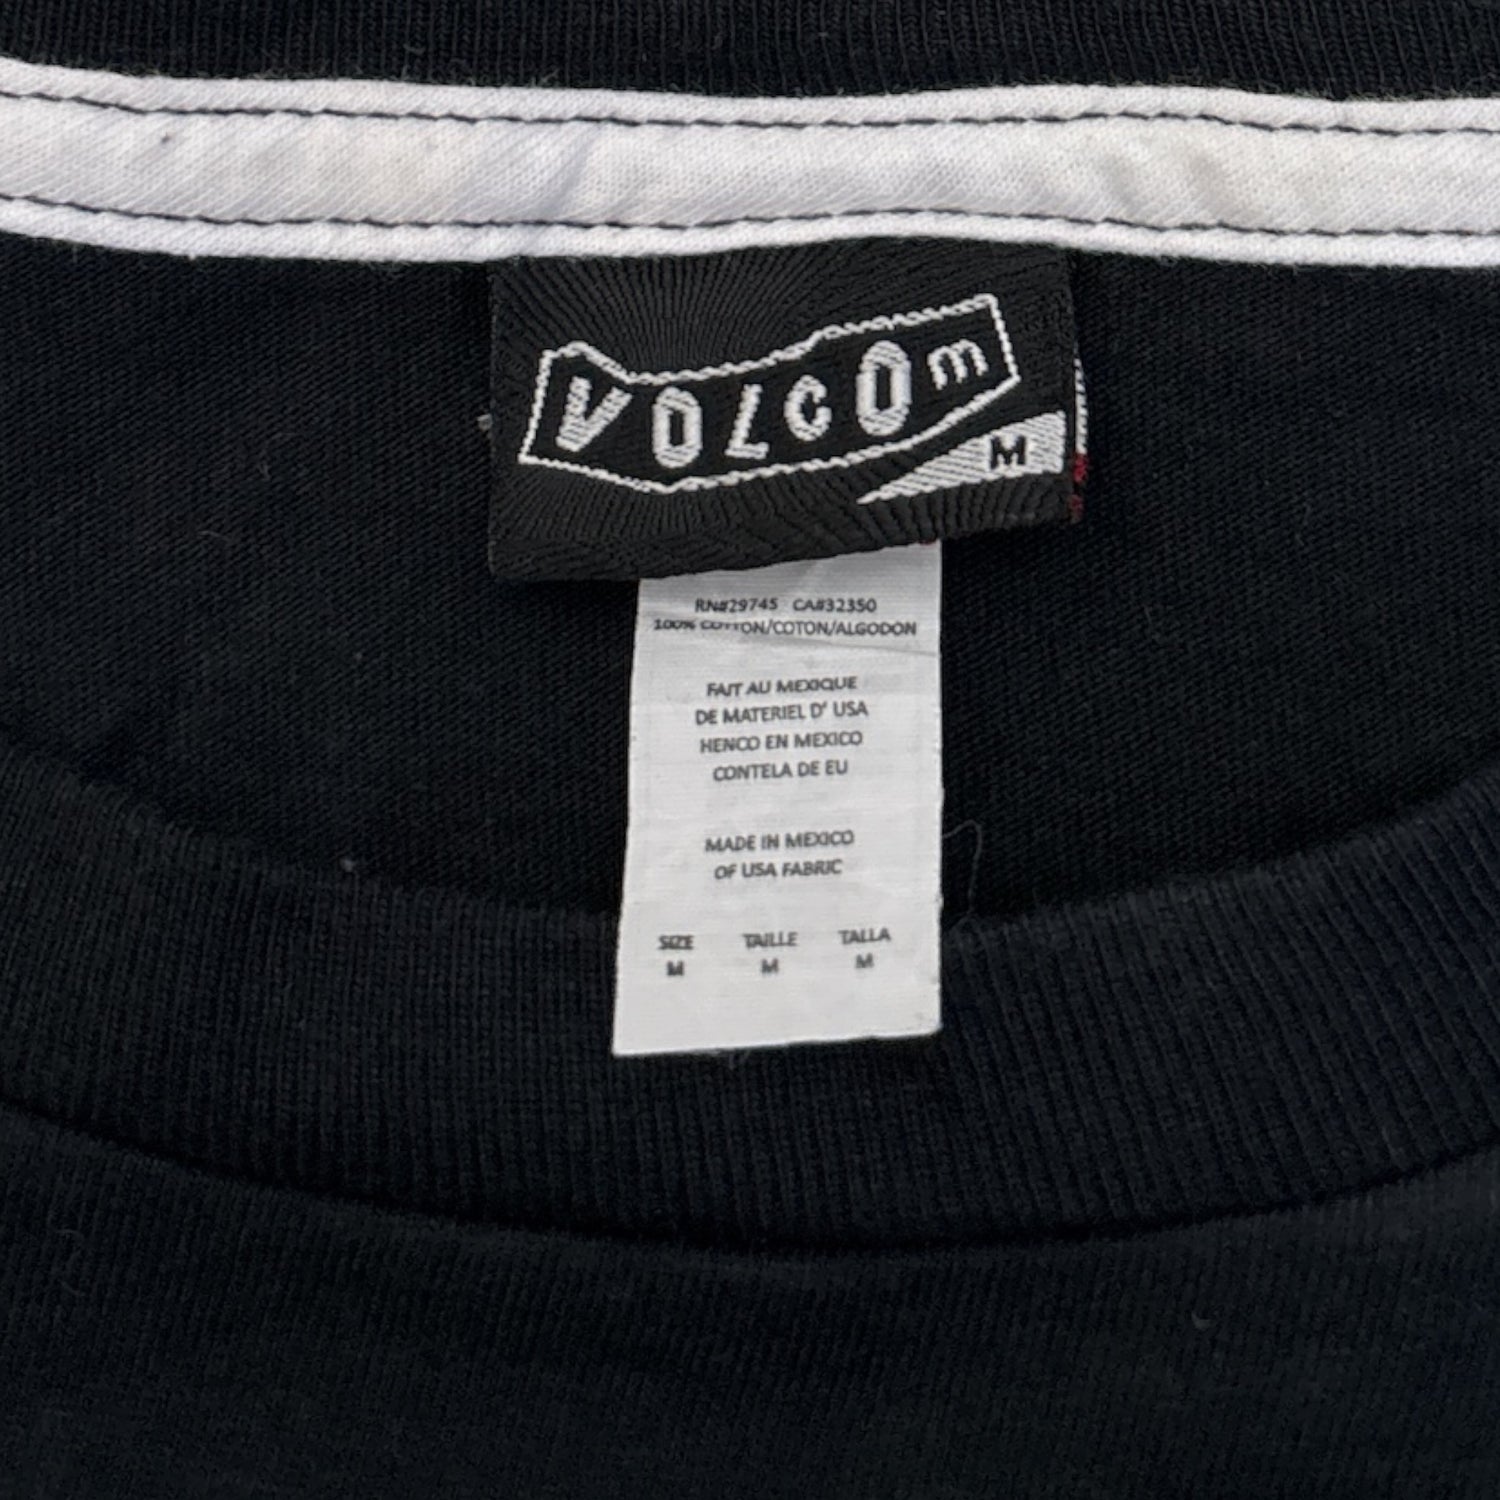 VOLCOM
M
RN#29745 CA#32350
100% COTTON/COTON/ALGODON
FAIT AU MEXIQUE
DE MATERIEL D' USA
HENCO EN MEXICO
CONTELA DE EU
MADE IN MEXICO
OF USA FABRIC
SIZE TAILLE TALLA
M M M